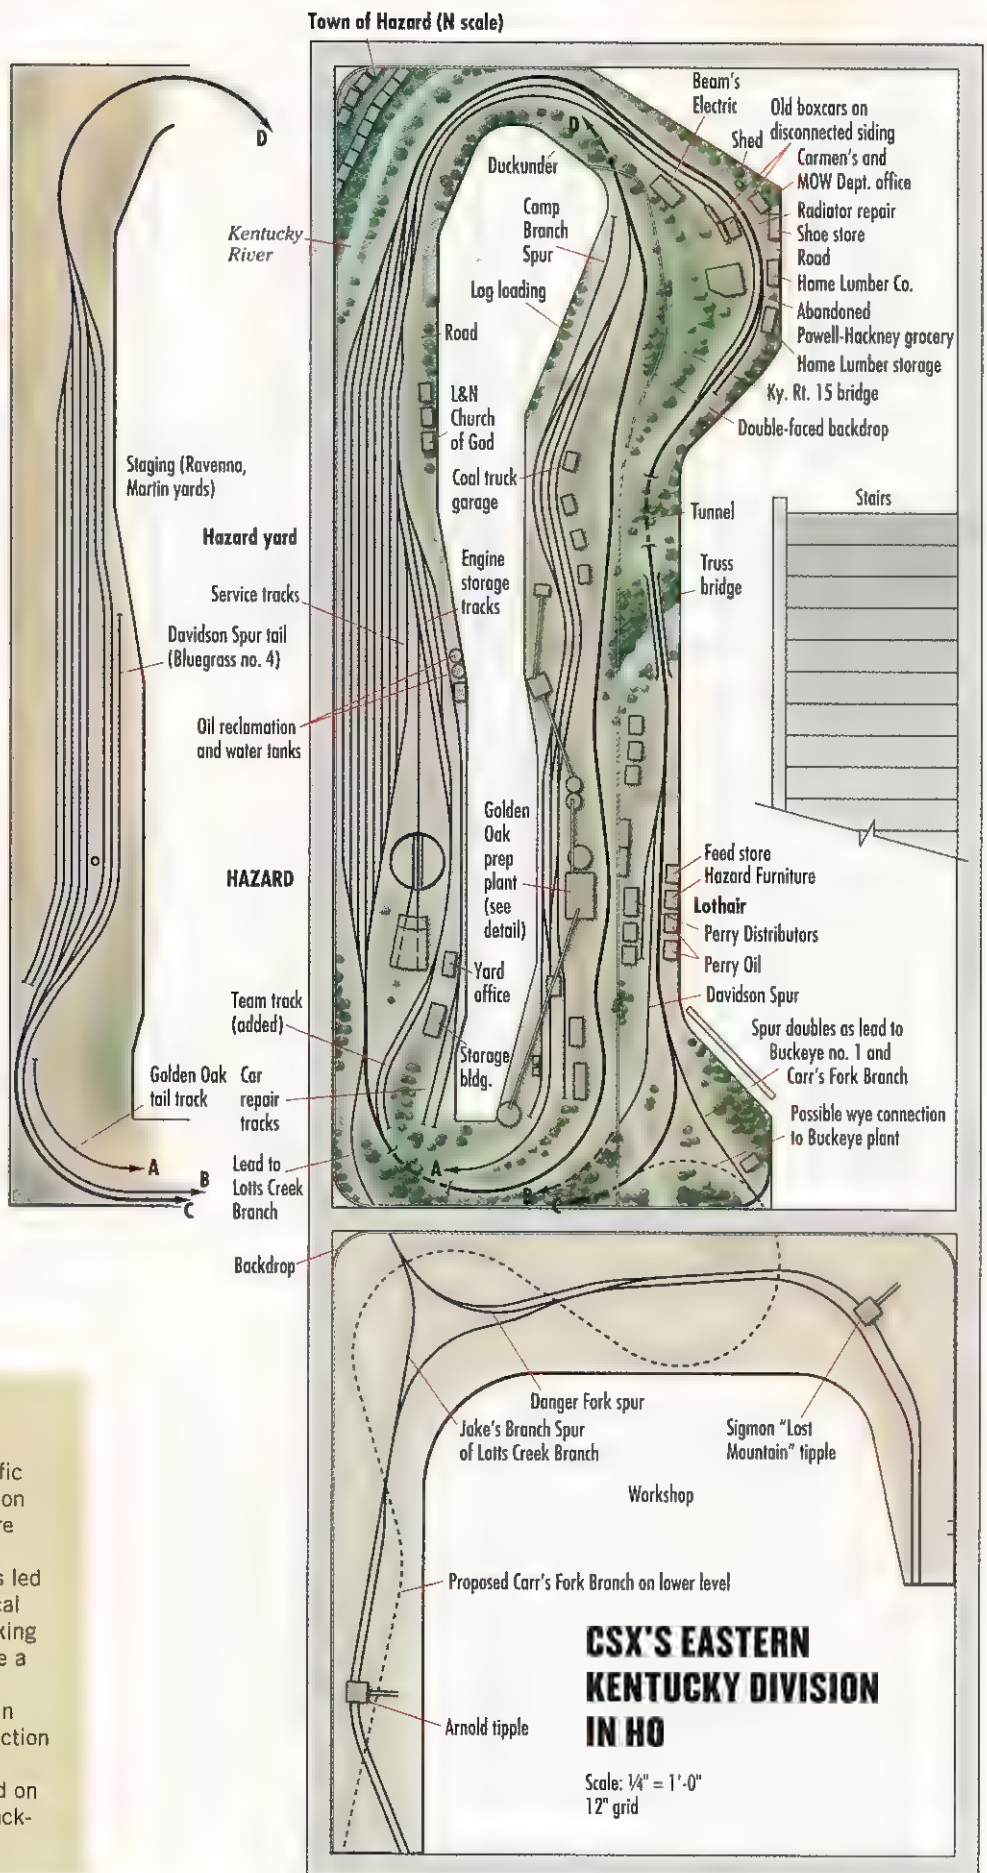 Town of Hazard (N scale)
D
Kentucky
River
Staging (Ravenna,
Martin yards)
Hazard yard
Service tracks
Davidson Spur tail
(Bluegrass no. 4)
Oil reclamation
and water tanks
HAZARD
Team track
(added)
Golden Oak
tail track
Car
repair
tracks
A
B
C
Lead to
Lotts Creek
Branch
Backdrop
Duckunder
D
Camp
Branch
Spur
Log loading
Road
L&N
Church
of God
Coal truck
garage
Engine
storage
tracks
Golden
Oak
prep
plant
(see
detail)
Yard
office
Storage
bldg.
A
B
C
Beam's
Electric
Shed
Old boxcars on
disconnected siding
Carmen's and
MOW Dept. office
Radiator repair
Shoe store
Road
Home Lumber Co.
Abandoned
Powell-Hackney grocery
Home Lumber storage
Ky. Rt. 15 bridge
Double-faced backdrop
Stairs
Tunnel
Truss
bridge
Feed store
Hazard Furniture
Lothair
Perry Distributors
Perry Oil
Davidson Spur
Spur doubles as lead to
Buckeye no. 1 and
Carr's Fork Branch
Possible wye connection
to Buckeye plant
Danger Fork spur
Jake's Branch Spur
of Lotts Creek Branch
Sigmon "Lost
Mountain" tipple
Workshop
Proposed Carr's Fork Branch on lower level
Arnold tipple
CSX'S EASTERN
KENTUCKY DIVISION
IN HO
Scale: 1/4" = 1'-0"
12" grid
fic
on
re
s led
cal
king
e a
n
ction
d on
ack-